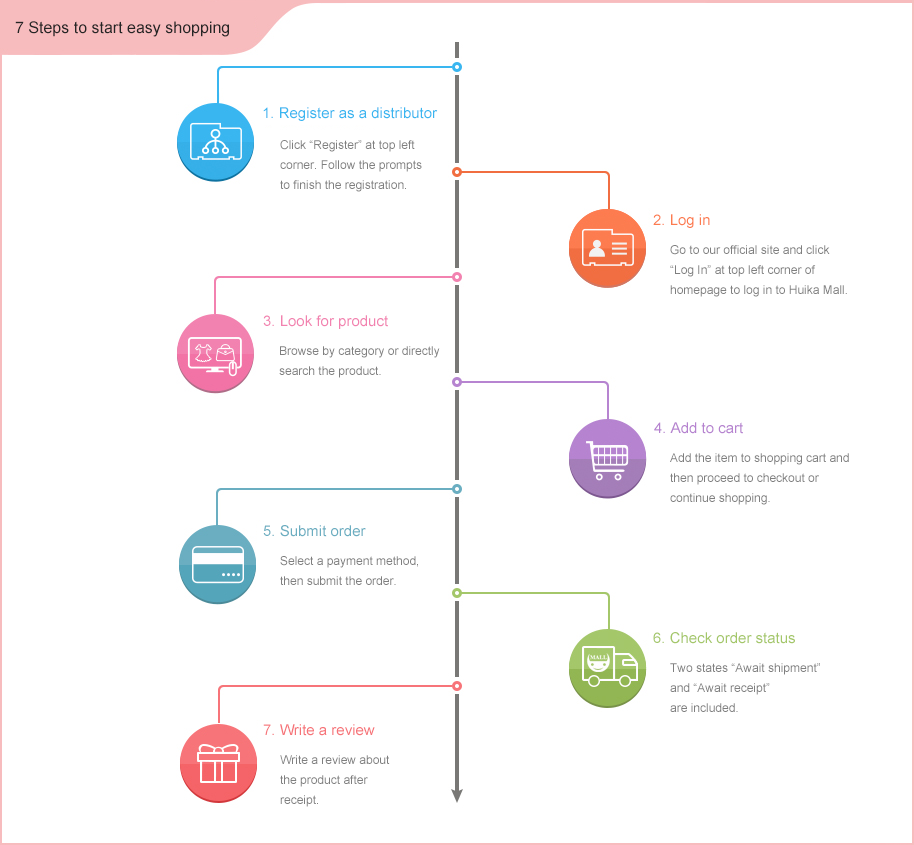 7 Steps to start easy shopping
1. Register as a distributor
Click “Register” at top left
corner. Follow the prompts
to finish the registration.
2. Log in
Go to our official site and click
“Log In” at top left corner of
homepage to log in to Huika Mall.
3. Look for product
Browse by category or directly
search the product.
4. Add to cart
Add the item to shopping cart and
then proceed to checkout or
continue shopping.
5. Submit order
Select a payment method,
then submit the order.
6. Check order status
Two states “Await shipment”
and “Await receipt”
are included.
MALL
7. Write a review
Write a review about
the product after
receipt.